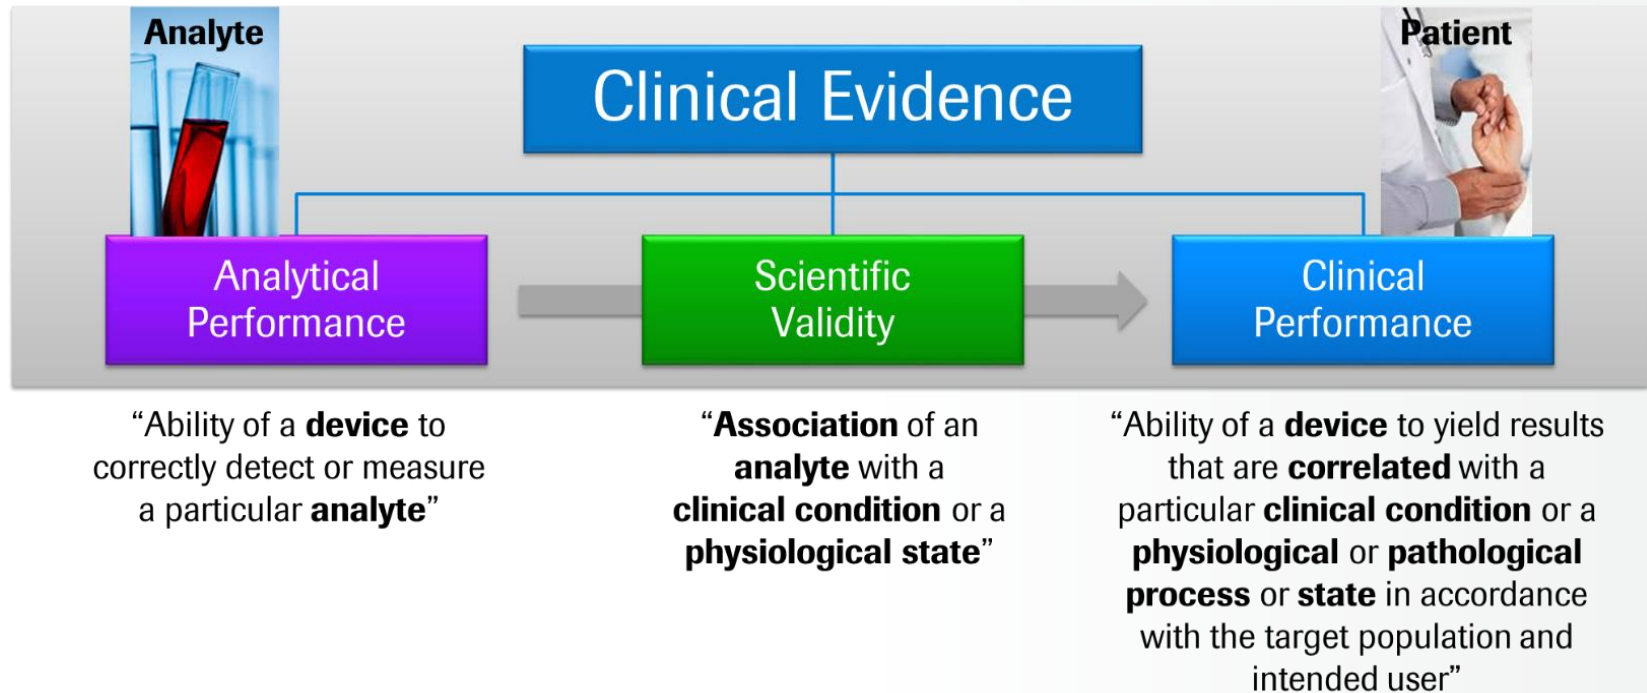 Analyte
Patient
Clinical Evidence
Analytical
Performance
Scientific
Validity
Clinical
Performance
“Ability of a device to
correctly detect or measure
a particular analyte”
“Association of an
analyte with a
clinical condition or a
physiological state”
“Ability of a device to yield results
that are correlated with a
particular clinical condition or a
physiological or pathological
process or state in accordance
with the target population and
intended user”